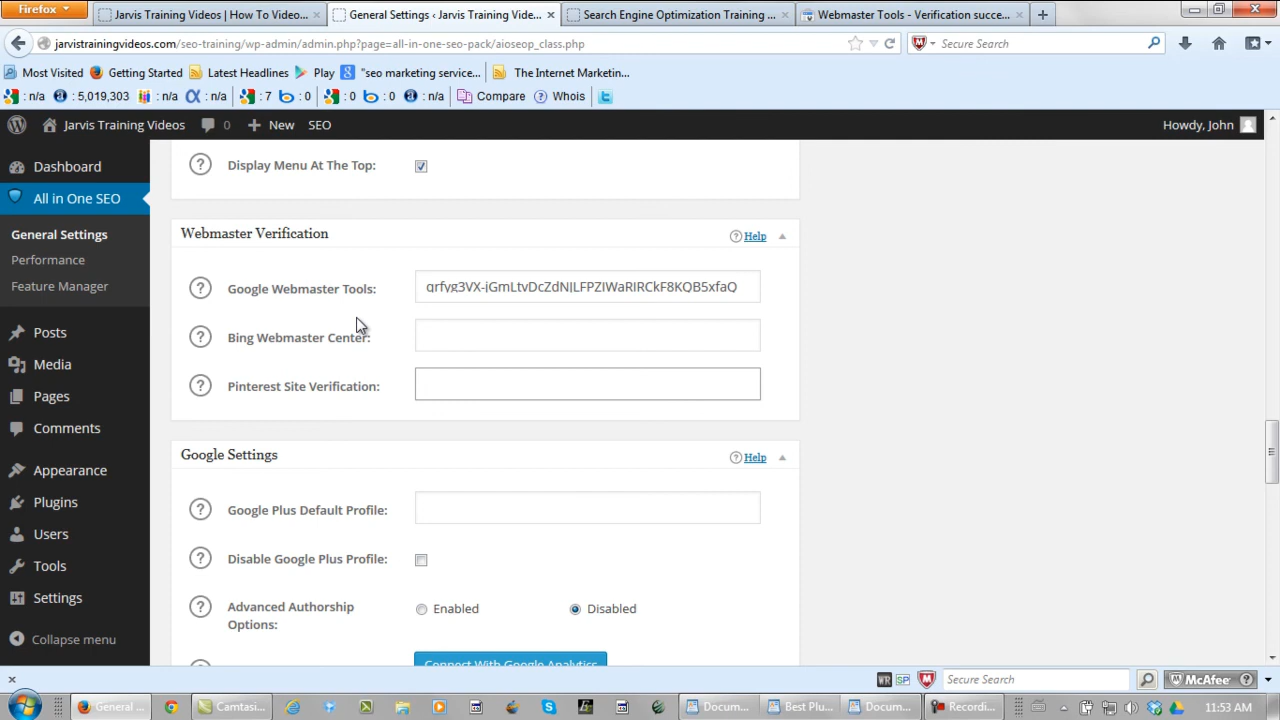 Firefox
Jarvis Training Videos | How To Video...
General Settings ‹ Jarvis Training Vide...
Search Engine Optimization Training ...
Webmaster Tools - Verification succe...
jarvistrainingvideos.com/seo-training/wp-admin/admin.php?page=all-in-one-seo-pack/aioseop_class.php
Secure Search
Most Visited
Getting Started
Latest Headlines
Play
"seo marketing service...
The Internet Marketin...
: n/a : 5,019,303 : n/a : n/a : 7 : 0 : 0 : 0 : n/a Compare Whois
Jarvis Training Videos 0 New SEO Howdy, John
Dashboard
All in One SEO
General Settings
Performance
Feature Manager
Posts
Media
Pages
Comments
Appearance
Plugins
Users
Tools
Settings
Collapse menu
Display Menu At The Top:
Webmaster Verification Help
Google Webmaster Tools:
Bing Webmaster Center:
Pinterest Site Verification:
Google Settings Help
Google Plus Default Profile:
Disable Google Plus Profile:
Advanced Authorship Options: Enabled Disabled
Connect With Google Analytics
WR SP Secure Search McAfee
General ...
Camtasi...
Docum...
Best Plu...
Docum...
Recordi...
11:53 AM